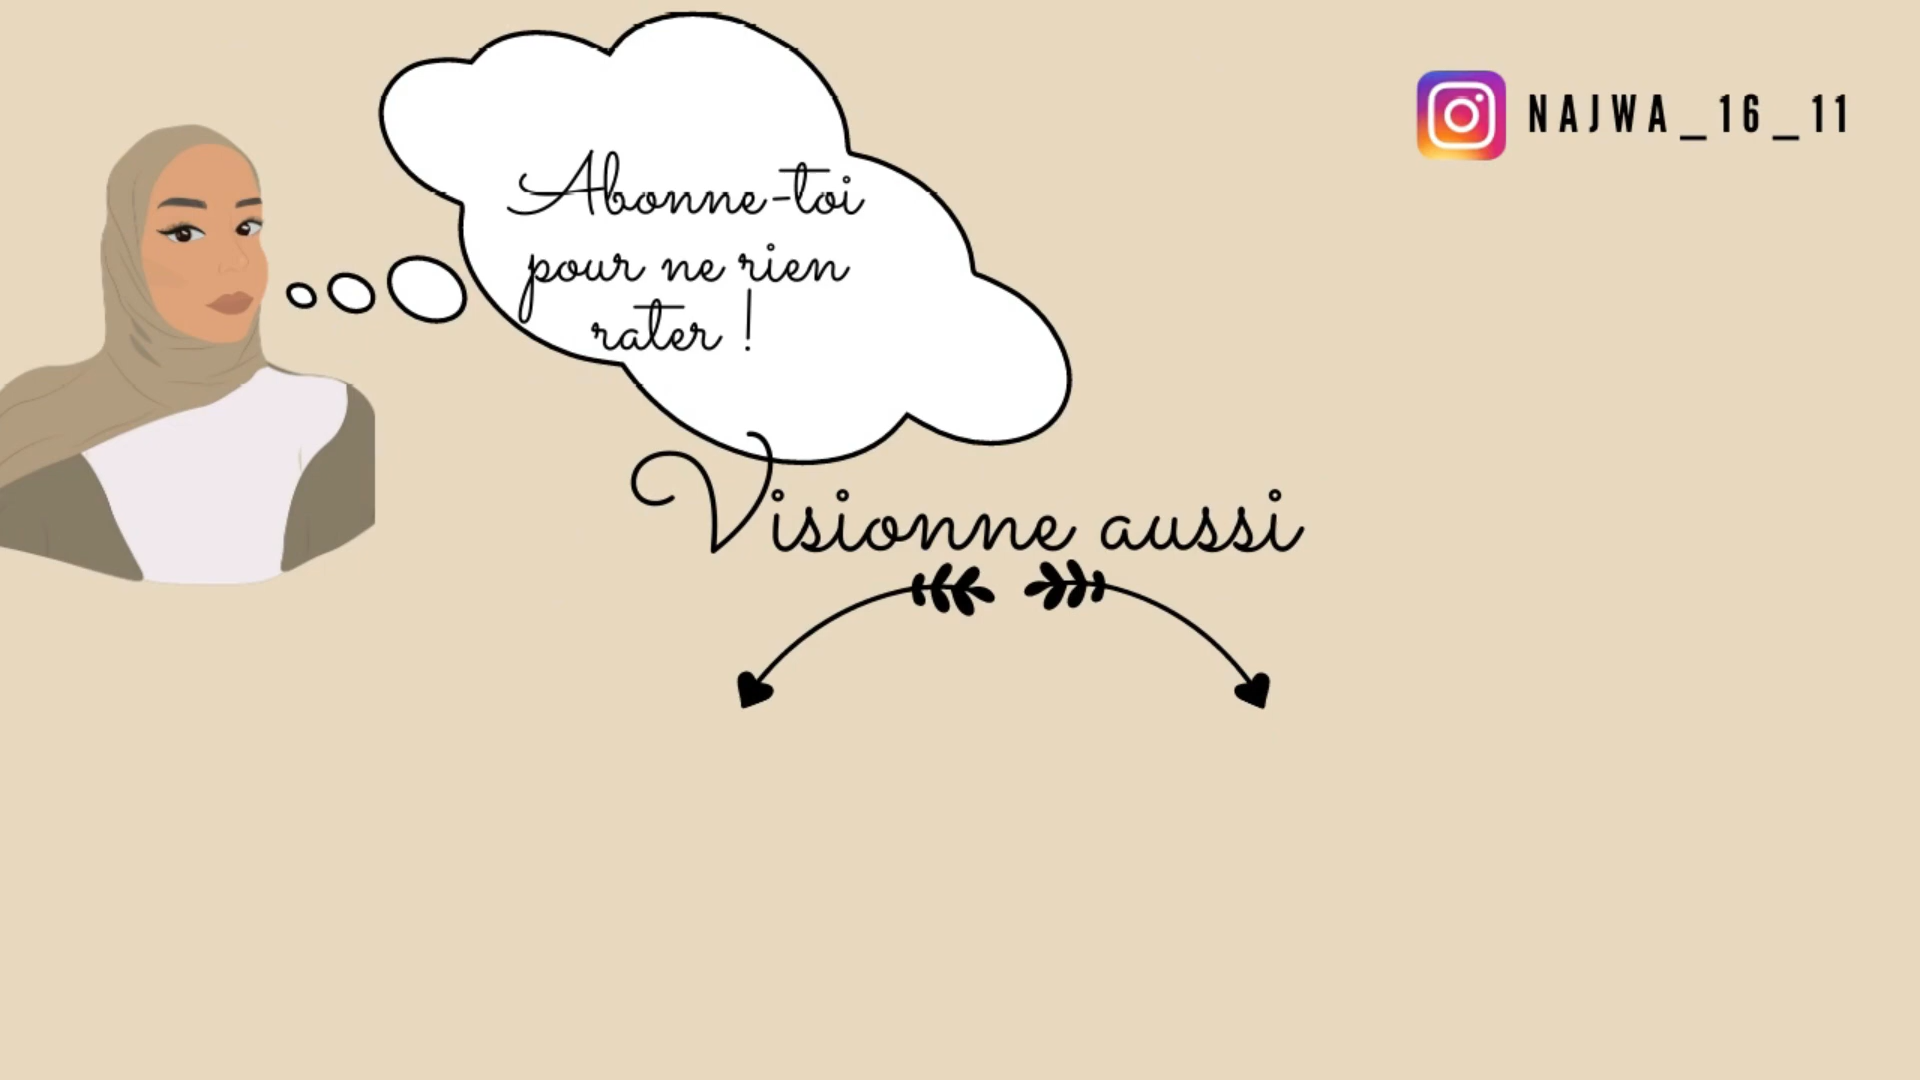 NAJWA_16_11
Abonne-toi
pour ne rien
rater !
Visionne aussi